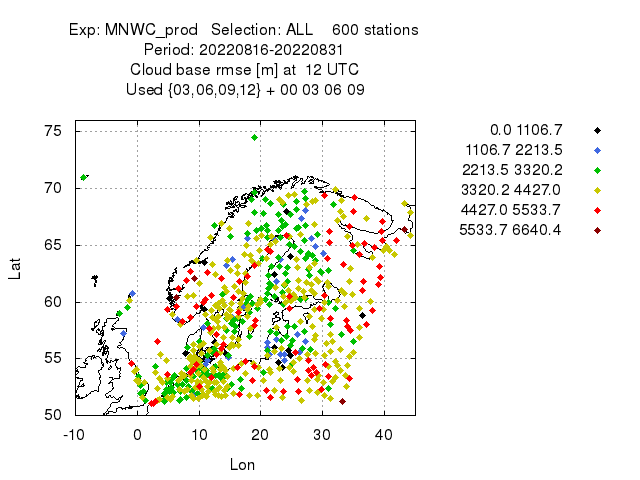 Exp: MNWC_prod   Selection: ALL    600 stations
Period: 20220816-20220831
Cloud base rmse [m] at  12 UTC
Used {03,06,09,12} + 00 03 06 09
0.0 1106.7
1106.7 2213.5
2213.5 3320.2
3320.2 4427.0
4427.0 5533.7
5533.7 6640.4
75
70
65
60
55
50
Lat
-10 0 10 20 30 40
Lon